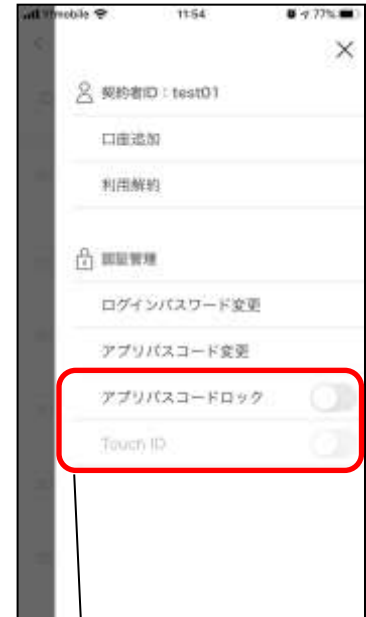 Y!mobile 11:54 77%
契約者ID：test01
口座追加
利用解約
認証管理
ログインパスワード変更
アプリパスコード変更
アプリパスコードロック
Touch ID